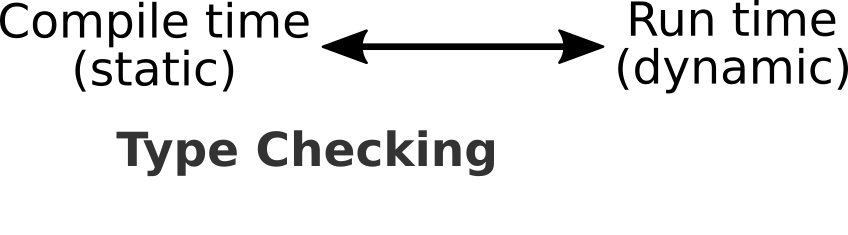 Compile time
(static)
Run time
(dynamic)
Type Checking